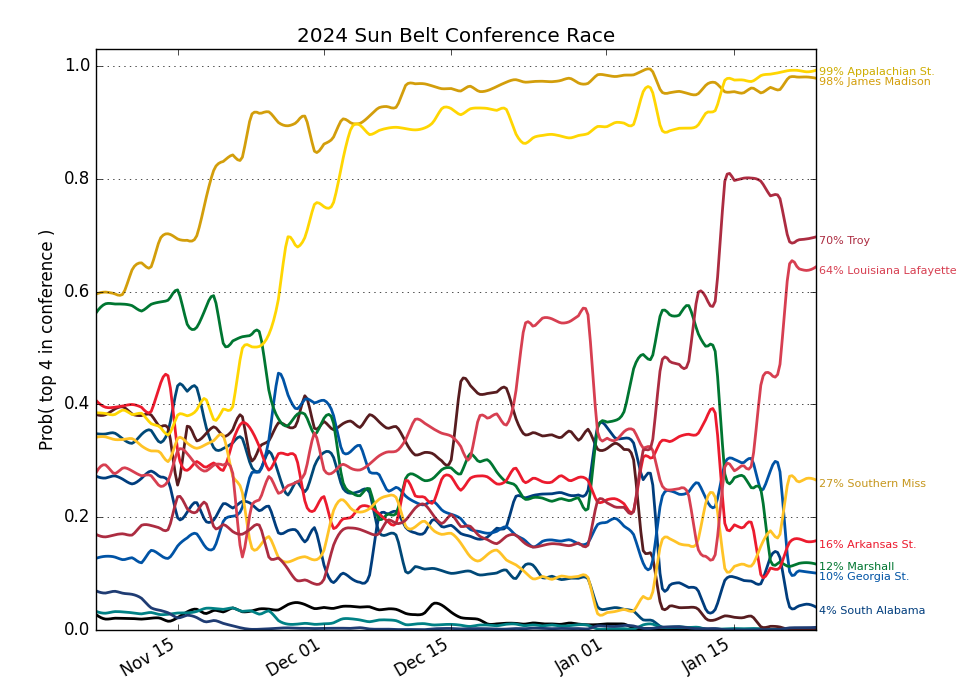 2024 Sun Belt Conference Race
1.0
0.8
0.6
0.4
0.2
0.0
Prob( top 4 in conference )
Nov 15
Dec 01
Dec 15
Jan 01
Jan 15
99% Appalachian St.
98% James Madison
70% Troy
64% Louisiana Lafayette
27% Southern Miss
16% Arkansas St.
12% Marshall
10% Georgia St.
4% South Alabama